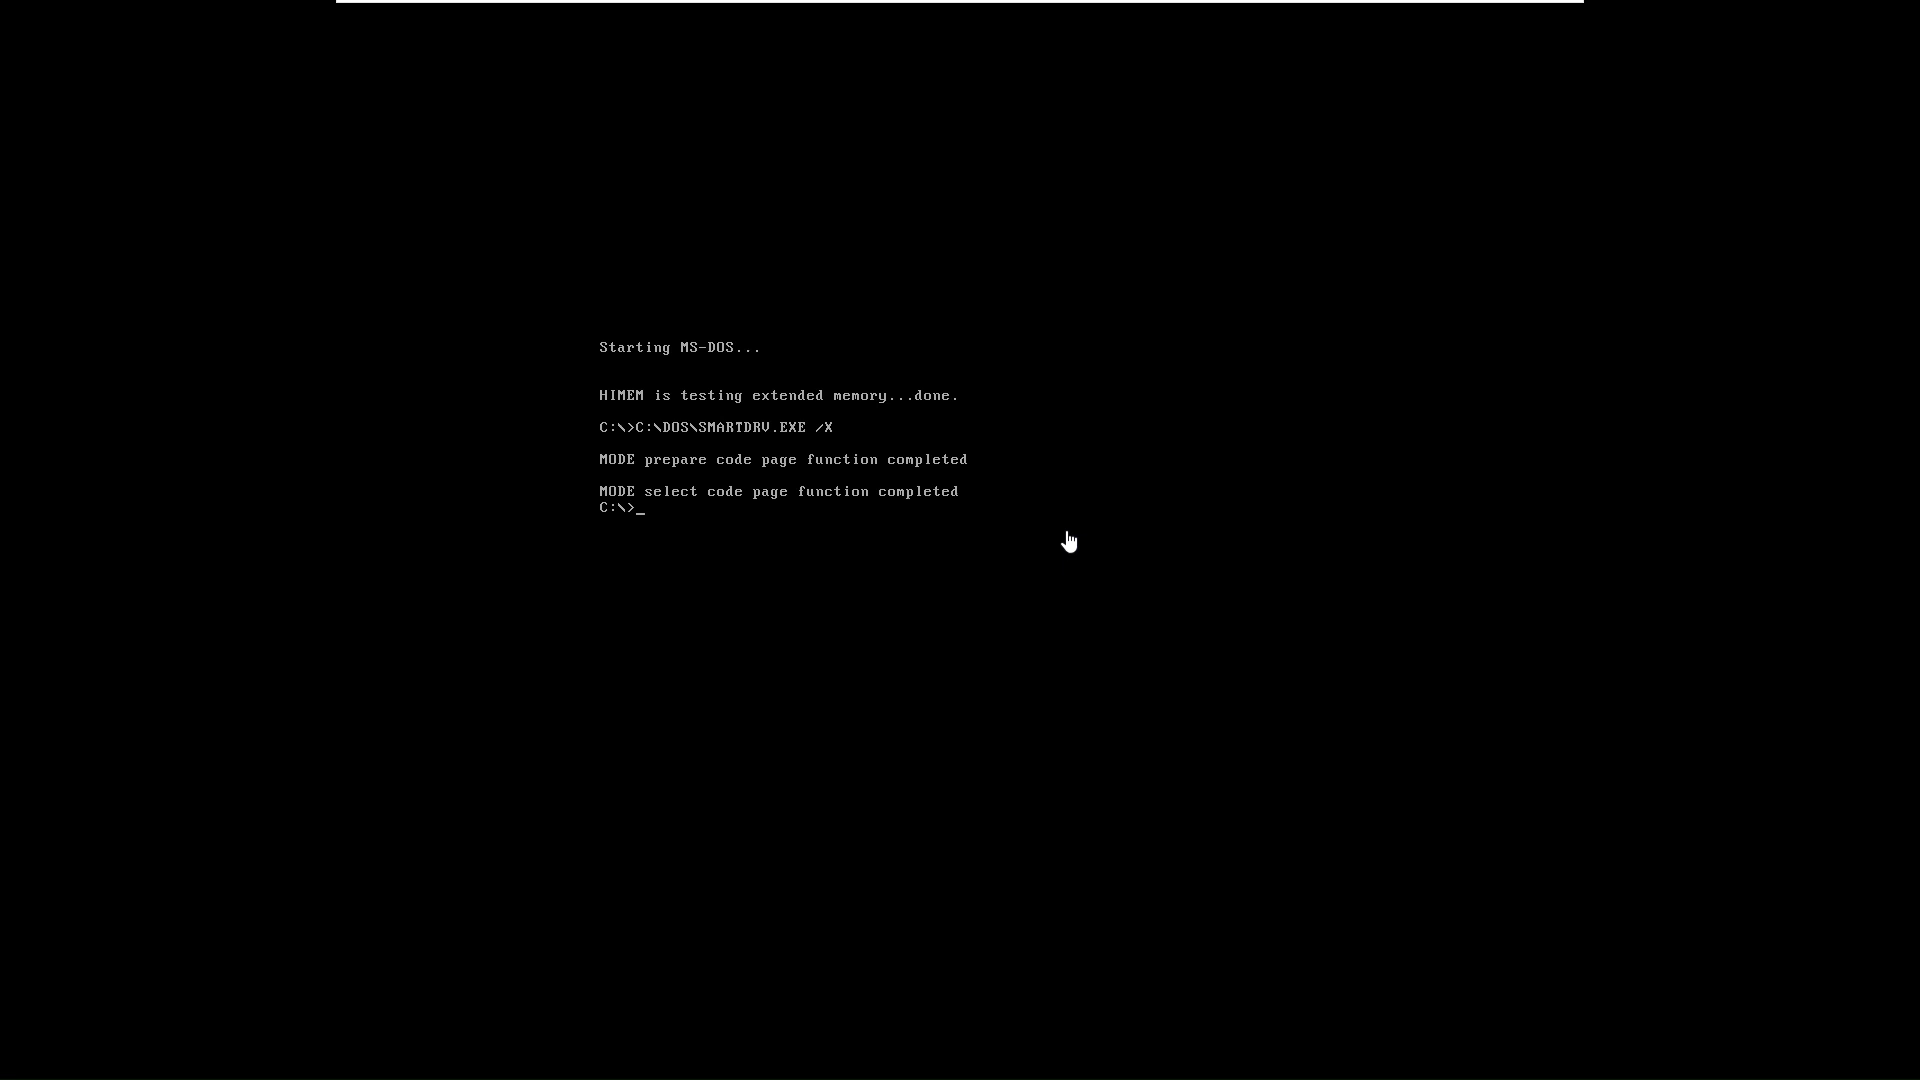 Starting MS-DOS...
HIMEM is testing extended memory...done.
C:\>C:\DOS\SMARTDRV.EXE /X
MODE prepare code page function completed
MODE select code page function completed
C:\>_